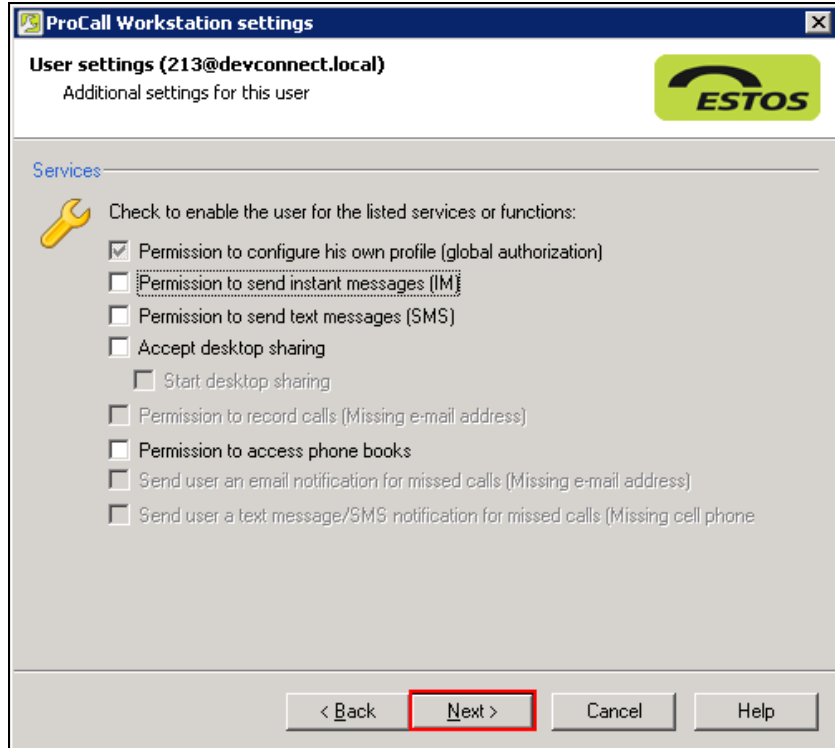 ProCall Workstation settings
User settings (213@devconnect.local)
Additional settings for this user
ESTOS
Services
Check to enable the user for the listed services or functions:
Permission to configure his own profile (global authorization)
Permission to send instant messages (IM)
Permission to send text messages (SMS)
Accept desktop sharing
Start desktop sharing
Permission to record calls (Missing e-mail address)
Permission to access phone books
Send user an email notification for missed calls (Missing e-mail address)
Send user a text message/SMS notification for missed calls (Missing cell phone
< Back
Next >
Cancel
Help